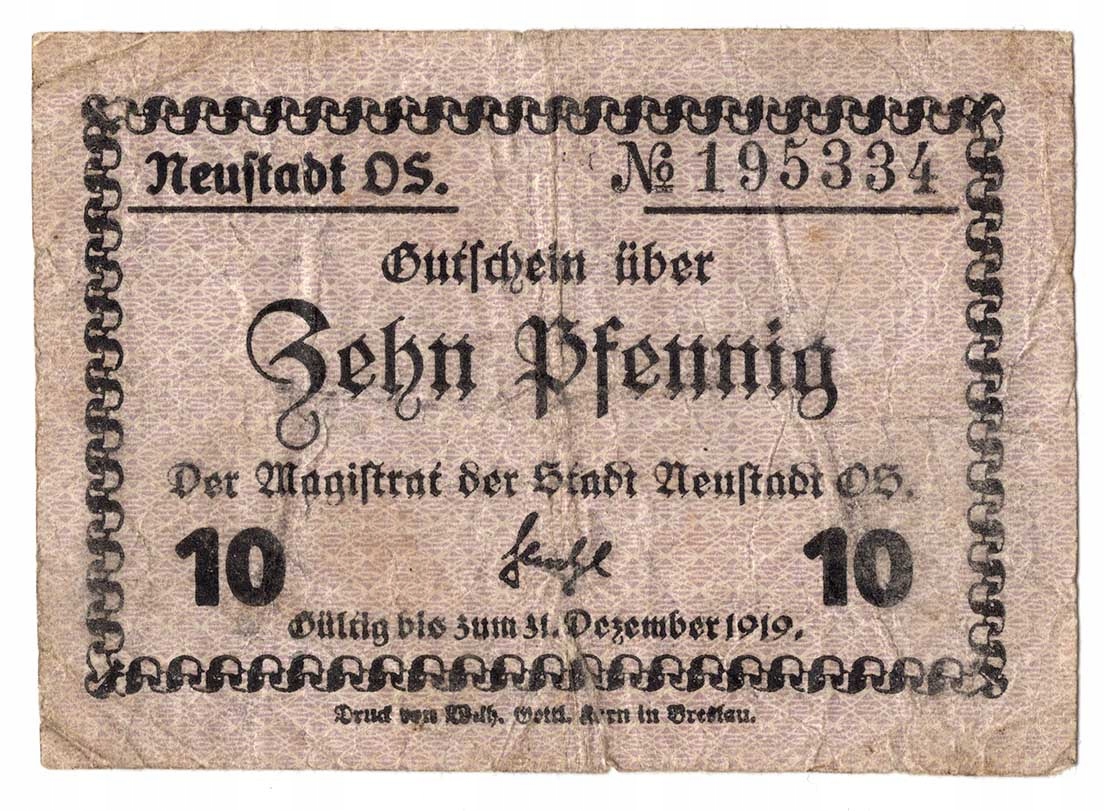 Neustadt OS.
№ 195334
Gutschein über
Zehn Pfennig
Der Magistrat der Stadt Neustadt OS.
10
10
Gültig bis zum 31. Dezember 1919.
Druck von Wilh. Gottl. Korn in Breslau.